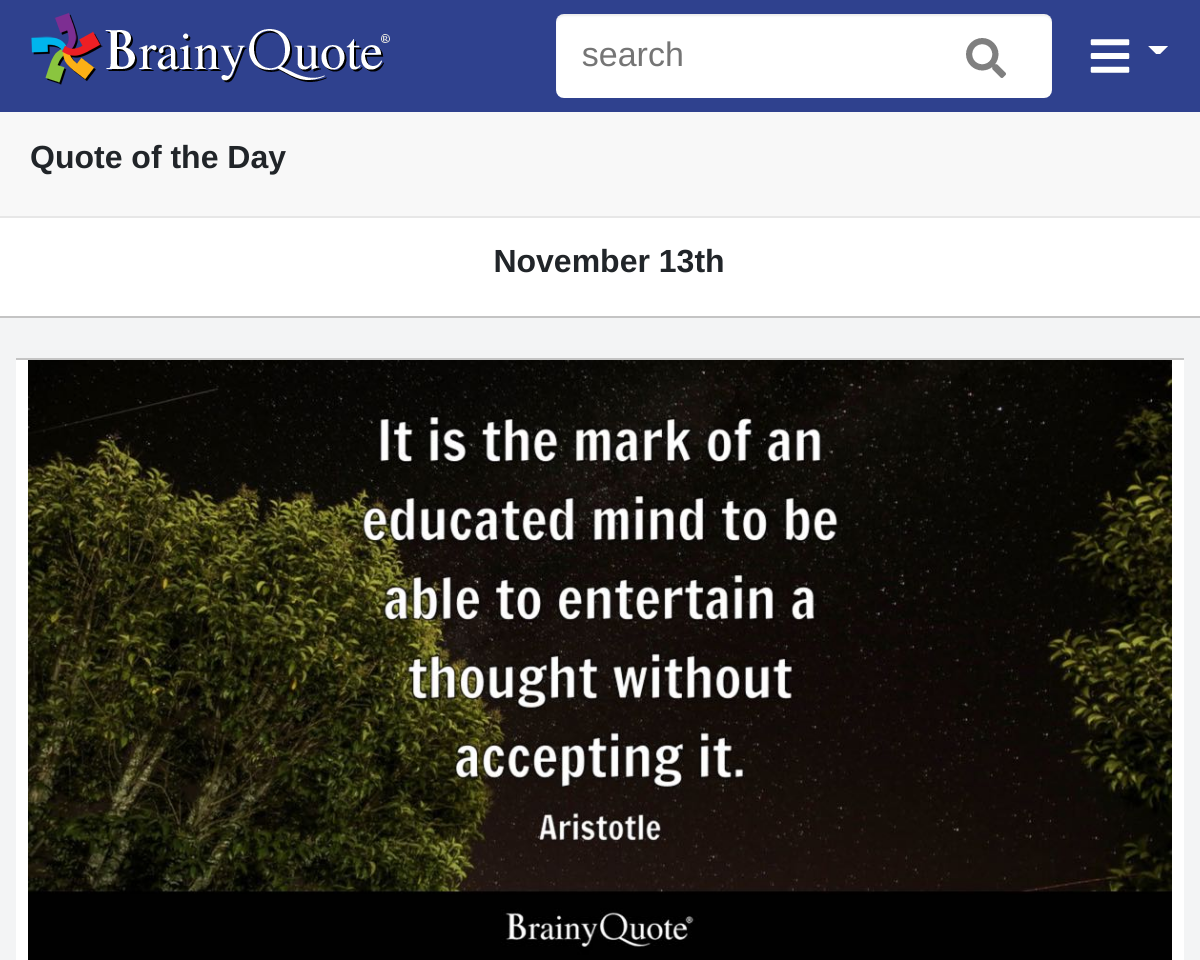 BrainyQuote®
search
Quote of the Day
November 13th
It is the mark of an
educated mind to be
able to entertain a
thought without
accepting it.
Aristotle
BrainyQuote®